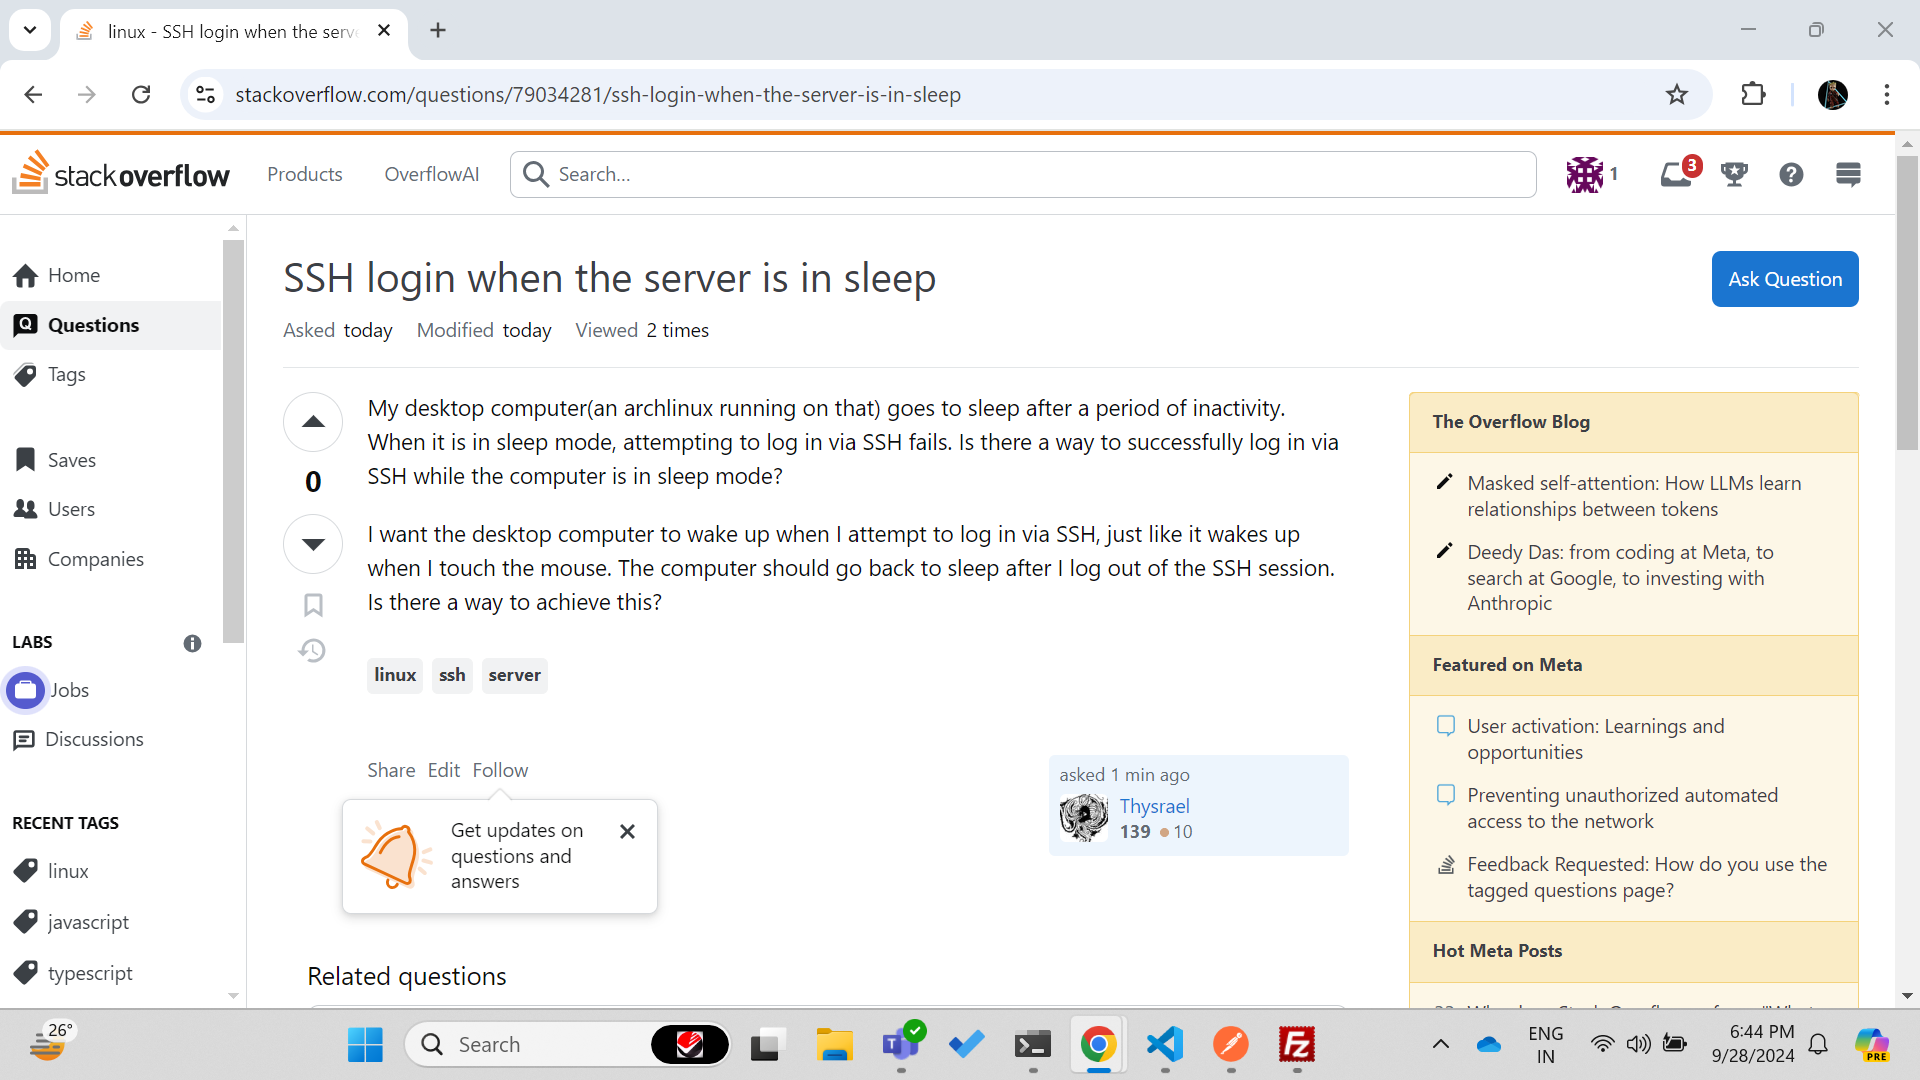 linux - SSH login when the serve
stackoverflow.com/questions/79034281/ssh-login-when-the-server-is-in-sleep
stackoverflow
Products
OverflowAI
Search...
1
3
Home
Questions
Tags
Saves
Users
Companies
LABS
Jobs
Discussions
RECENT TAGS
linux
javascript
typescript
SSH login when the server is in sleep
Ask Question
Asked today Modified today Viewed 2 times
My desktop computer(an archlinux running on that) goes to sleep after a period of inactivity.
When it is in sleep mode, attempting to log in via SSH fails. Is there a way to successfully log in via
SSH while the computer is in sleep mode?
0
I want the desktop computer to wake up when I attempt to log in via SSH, just like it wakes up
when I touch the mouse. The computer should go back to sleep after I log out of the SSH session.
Is there a way to achieve this?
linux ssh server
Share Edit Follow
asked 1 min ago
Thysrael
139 10
Get updates on
questions and
answers
Related questions
The Overflow Blog
Masked self-attention: How LLMs learn
relationships between tokens
Deedy Das: from coding at Meta, to
search at Google, to investing with
Anthropic
Featured on Meta
User activation: Learnings and
opportunities
Preventing unauthorized automated
access to the network
Feedback Requested: How do you use the
tagged questions page?
Hot Meta Posts
26°
Search
ENG
IN
6:44 PM
9/28/2024
PRE